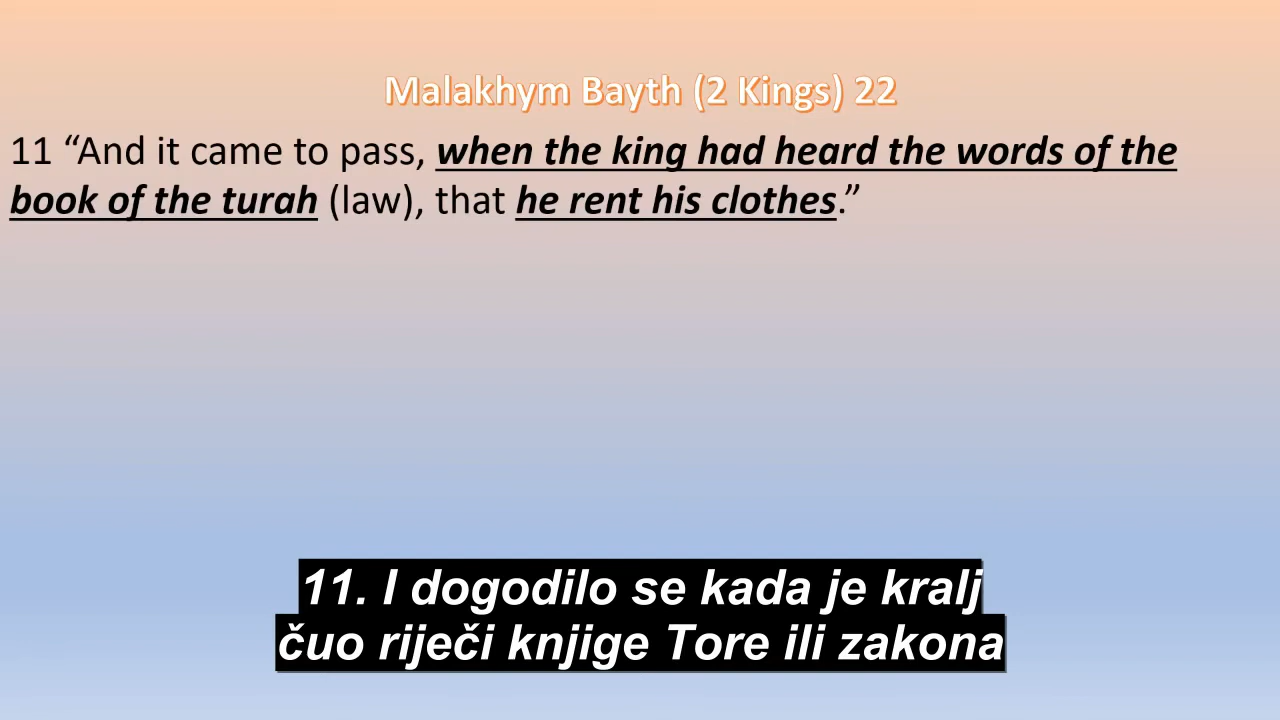 Malakhym Bayth (2 Kings) 22
11 “And it came to pass, when the king had heard the words of the
book of the turah (law), that he rent his clothes.”
11. I dogodilo se kada je kralj
čuo riječi knjige Tore ili zakona